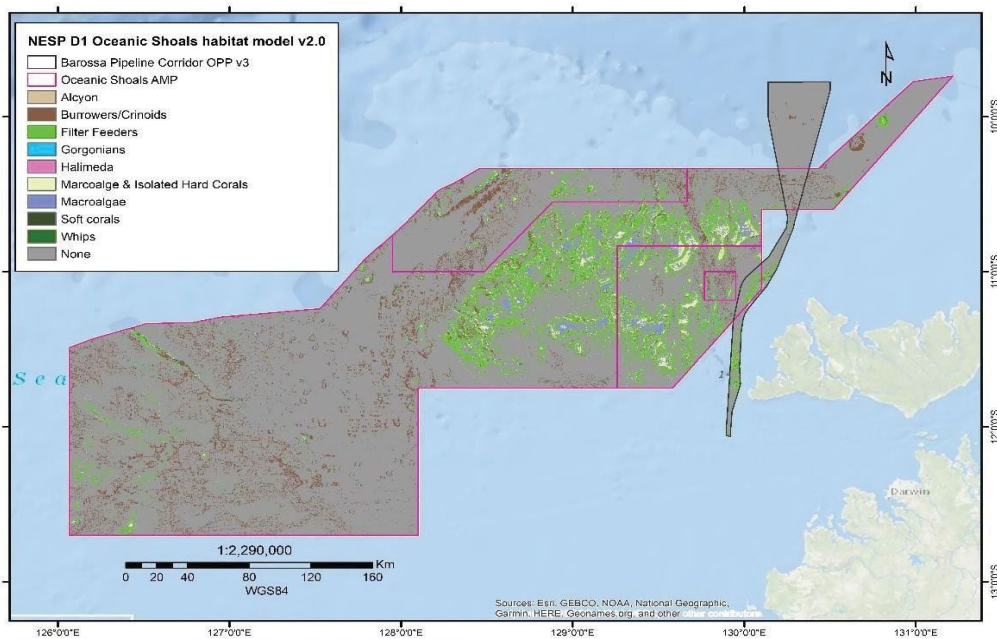 NESP D1 Oceanic Shoals habitat model v2.0
Barossa Pipeline Corridor OPP v3
Oceanic Shoals AMP
Alcyon
Burrowers/Crinoids
Filter Feeders
Gorgonians
Halimeda
Marcoalge & Isolated Hard Corals
Macroalgae
Soft corals
Whips
None
N
10°0'0"S
11°0'0"S
Sea
1
12°0'0"S
Darwin
1:2,290,000
0 20 40 80 120 160 Km
WGS84
13°0'0"S
Sources: Esri, GEBCO, NOAA, National Geographic,
Garmin, HERE, Geonames.org, and other contributors
126°0'0"E 127°0'0"E 128°0'0"E 129°0'0"E 130°0'0"E 131°0'0"E